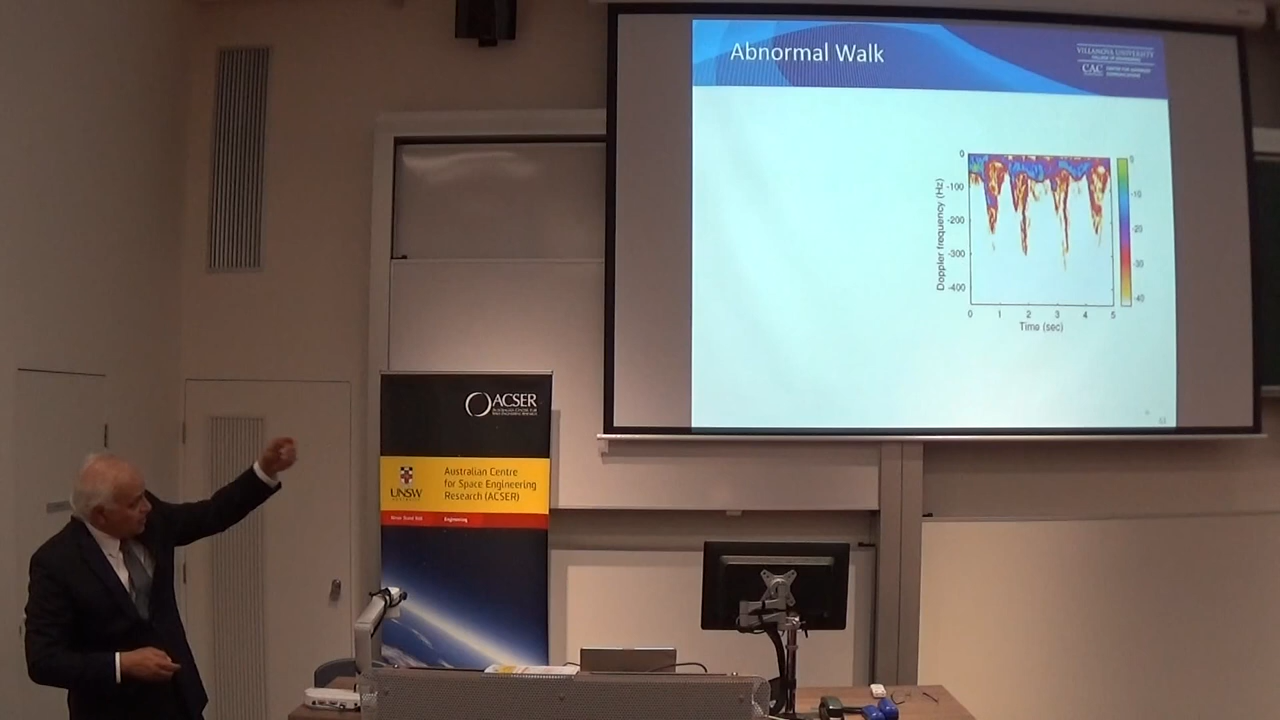 Abnormal Walk
VILLANOVA UNIVERSITY
COLLEGE OF ENGINEERING
CAC
CENTER FOR ADVANCED
COMMUNICATIONS
Doppler frequency (Hz)
0
-100
-200
-300
-400
0 1 2 3 4 5
Time (sec)
0
-10
-20
-30
-40
ACSER
AUSTRALIAN CENTRE FOR
SPACE ENGINEERING RESEARCH
UNSW
AUSTRALIA
Australian Centre
for Space Engineering
Research (ACSER)
Engineering